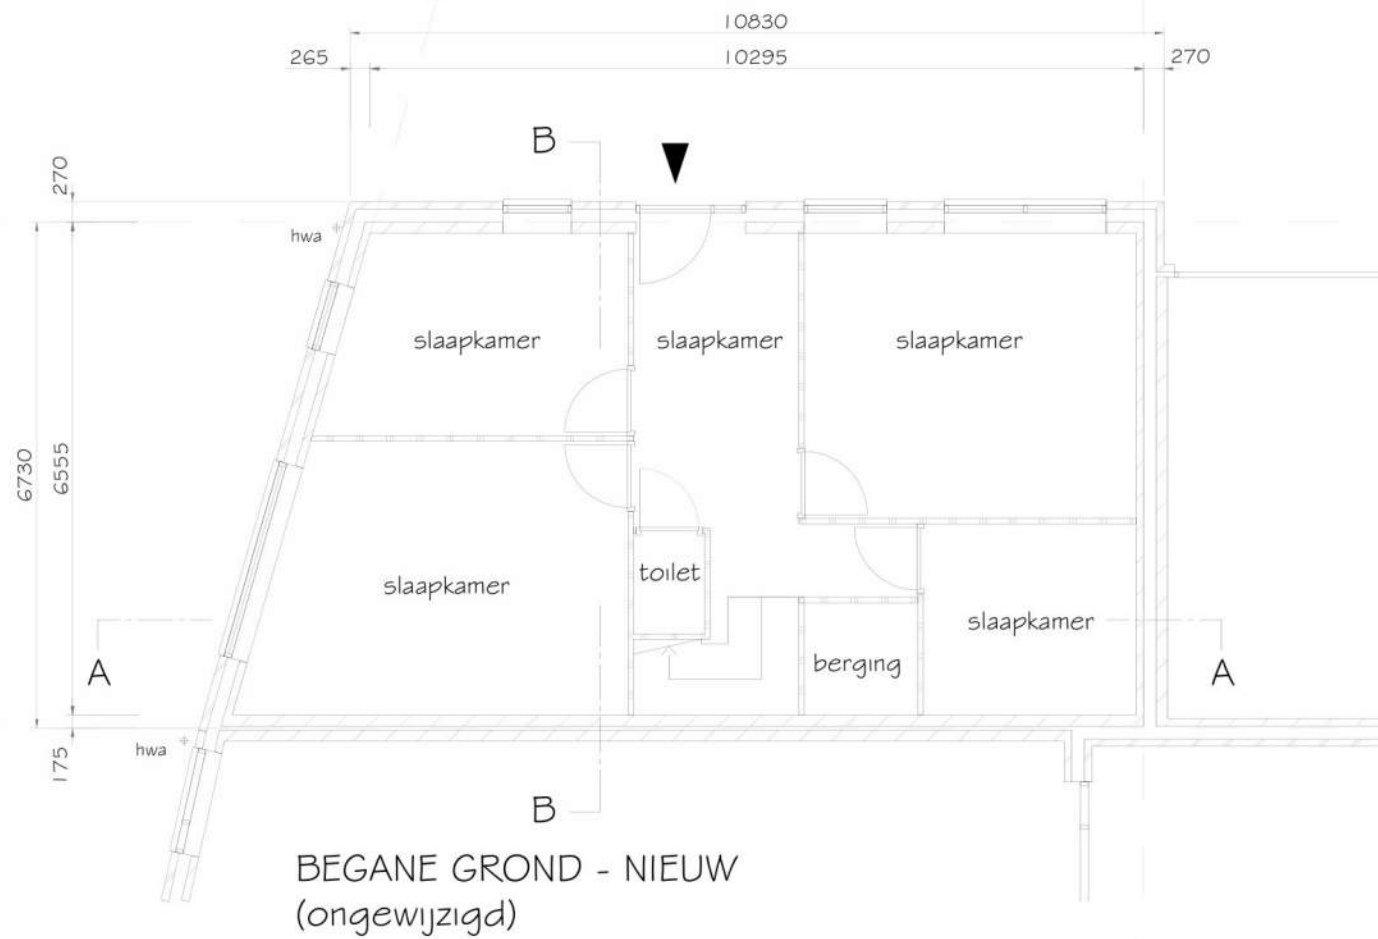 10830
265
10295
270
B
270
hwa
slaapkamer
slaapkamer
slaapkamer
6730
6555
toilet
slaapkamer
slaapkamer
berging
A
A
hwa
175
B
BEGANE GROND - NIEUW
(ongewijzigd)